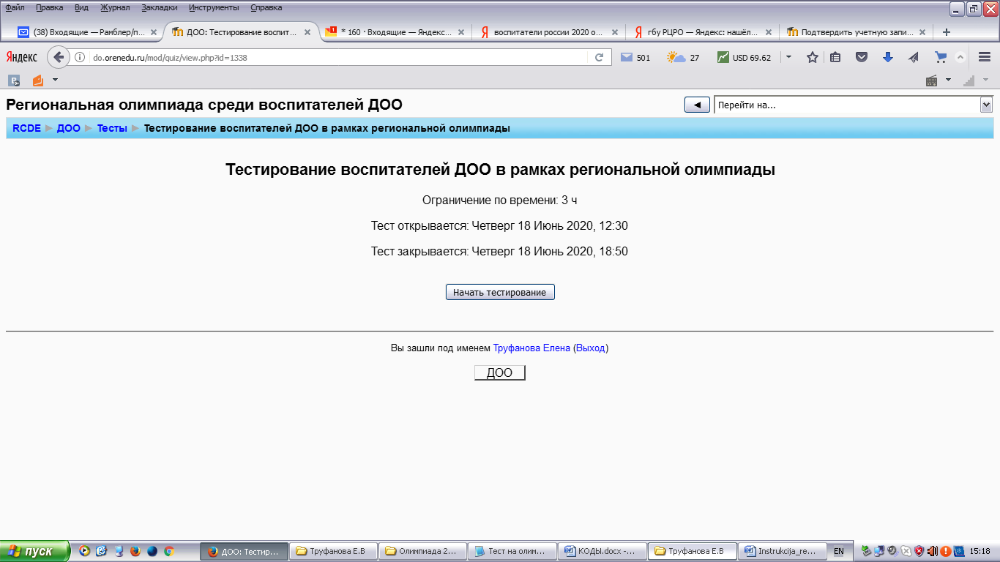 Файл Правка Вид Журнал Закладки Инструменты Справка
(38) Входящие — Рамблер/п... ДОО: Тестирование воспит... * 160 · Входящие — Яндекс... воспитатели россии 2020 о... гбу РЦРО — Яндекс: нашёл... Подтвердить учетную запи...
Яндекс do.orenedu.ru/mod/quiz/view.php?id=1338 501 27 USD 69.62
Региональная олимпиада среди воспитателей ДОО
Перейти на...
RCDE ДОО Тесты Тестирование воспитателей ДОО в рамках региональной олимпиады
Тестирование воспитателей ДОО в рамках региональной олимпиады
Ограничение по времени: 3 ч
Тест открывается: Четверг 18 Июнь 2020, 12:30
Тест закрывается: Четверг 18 Июнь 2020, 18:50
Начать тестирование
Вы зашли под именем Труфанова Елена (Выход)
ДОО
пуск ДОО: Тестир... Труфанова Е.В Олимпиада 2... Тест на олим... КОДЫ.docx -... Труфанова Е.В Instrukcija_re... EN 15:18